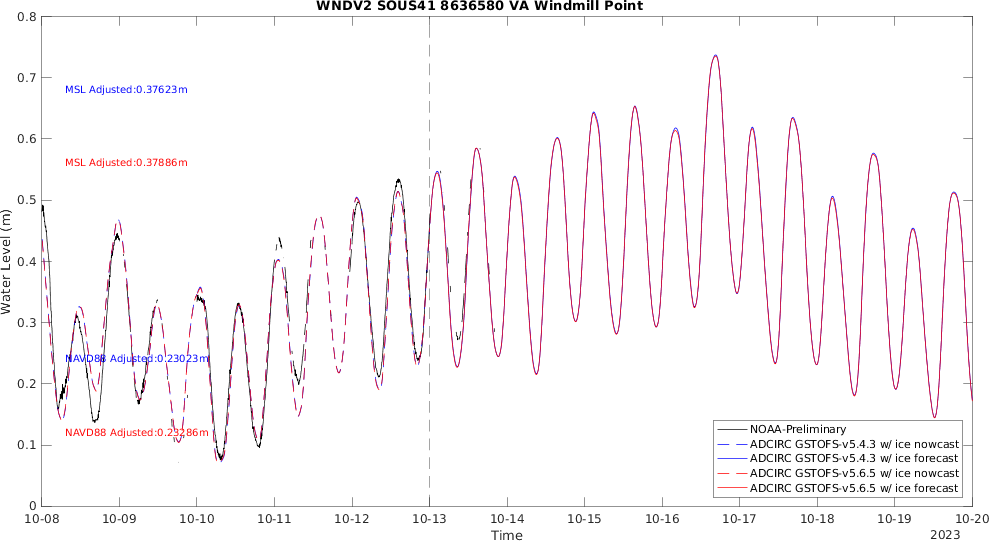 WNDV2 SOUS41 8636580 VA Windmill Point
0.8
0.7
0.6
0.5
0.4
0.3
0.2
0.1
0
Water Level (m)
MSL Adjusted:0.37623m
MSL Adjusted:0.37886m
NAVD88 Adjusted:0.23023m
NAVD88 Adjusted:0.23286m
NOAA-Preliminary
ADCIRC GSTOFS-v5.4.3 w/ ice nowcast
ADCIRC GSTOFS-v5.4.3 w/ ice forecast
ADCIRC GSTOFS-v5.6.5 w/ ice nowcast
ADCIRC GSTOFS-v5.6.5 w/ ice forecast
10-08 10-09 10-10 10-11 10-12 10-13 10-14 10-15 10-16 10-17 10-18 10-19 10-20
Time
2023